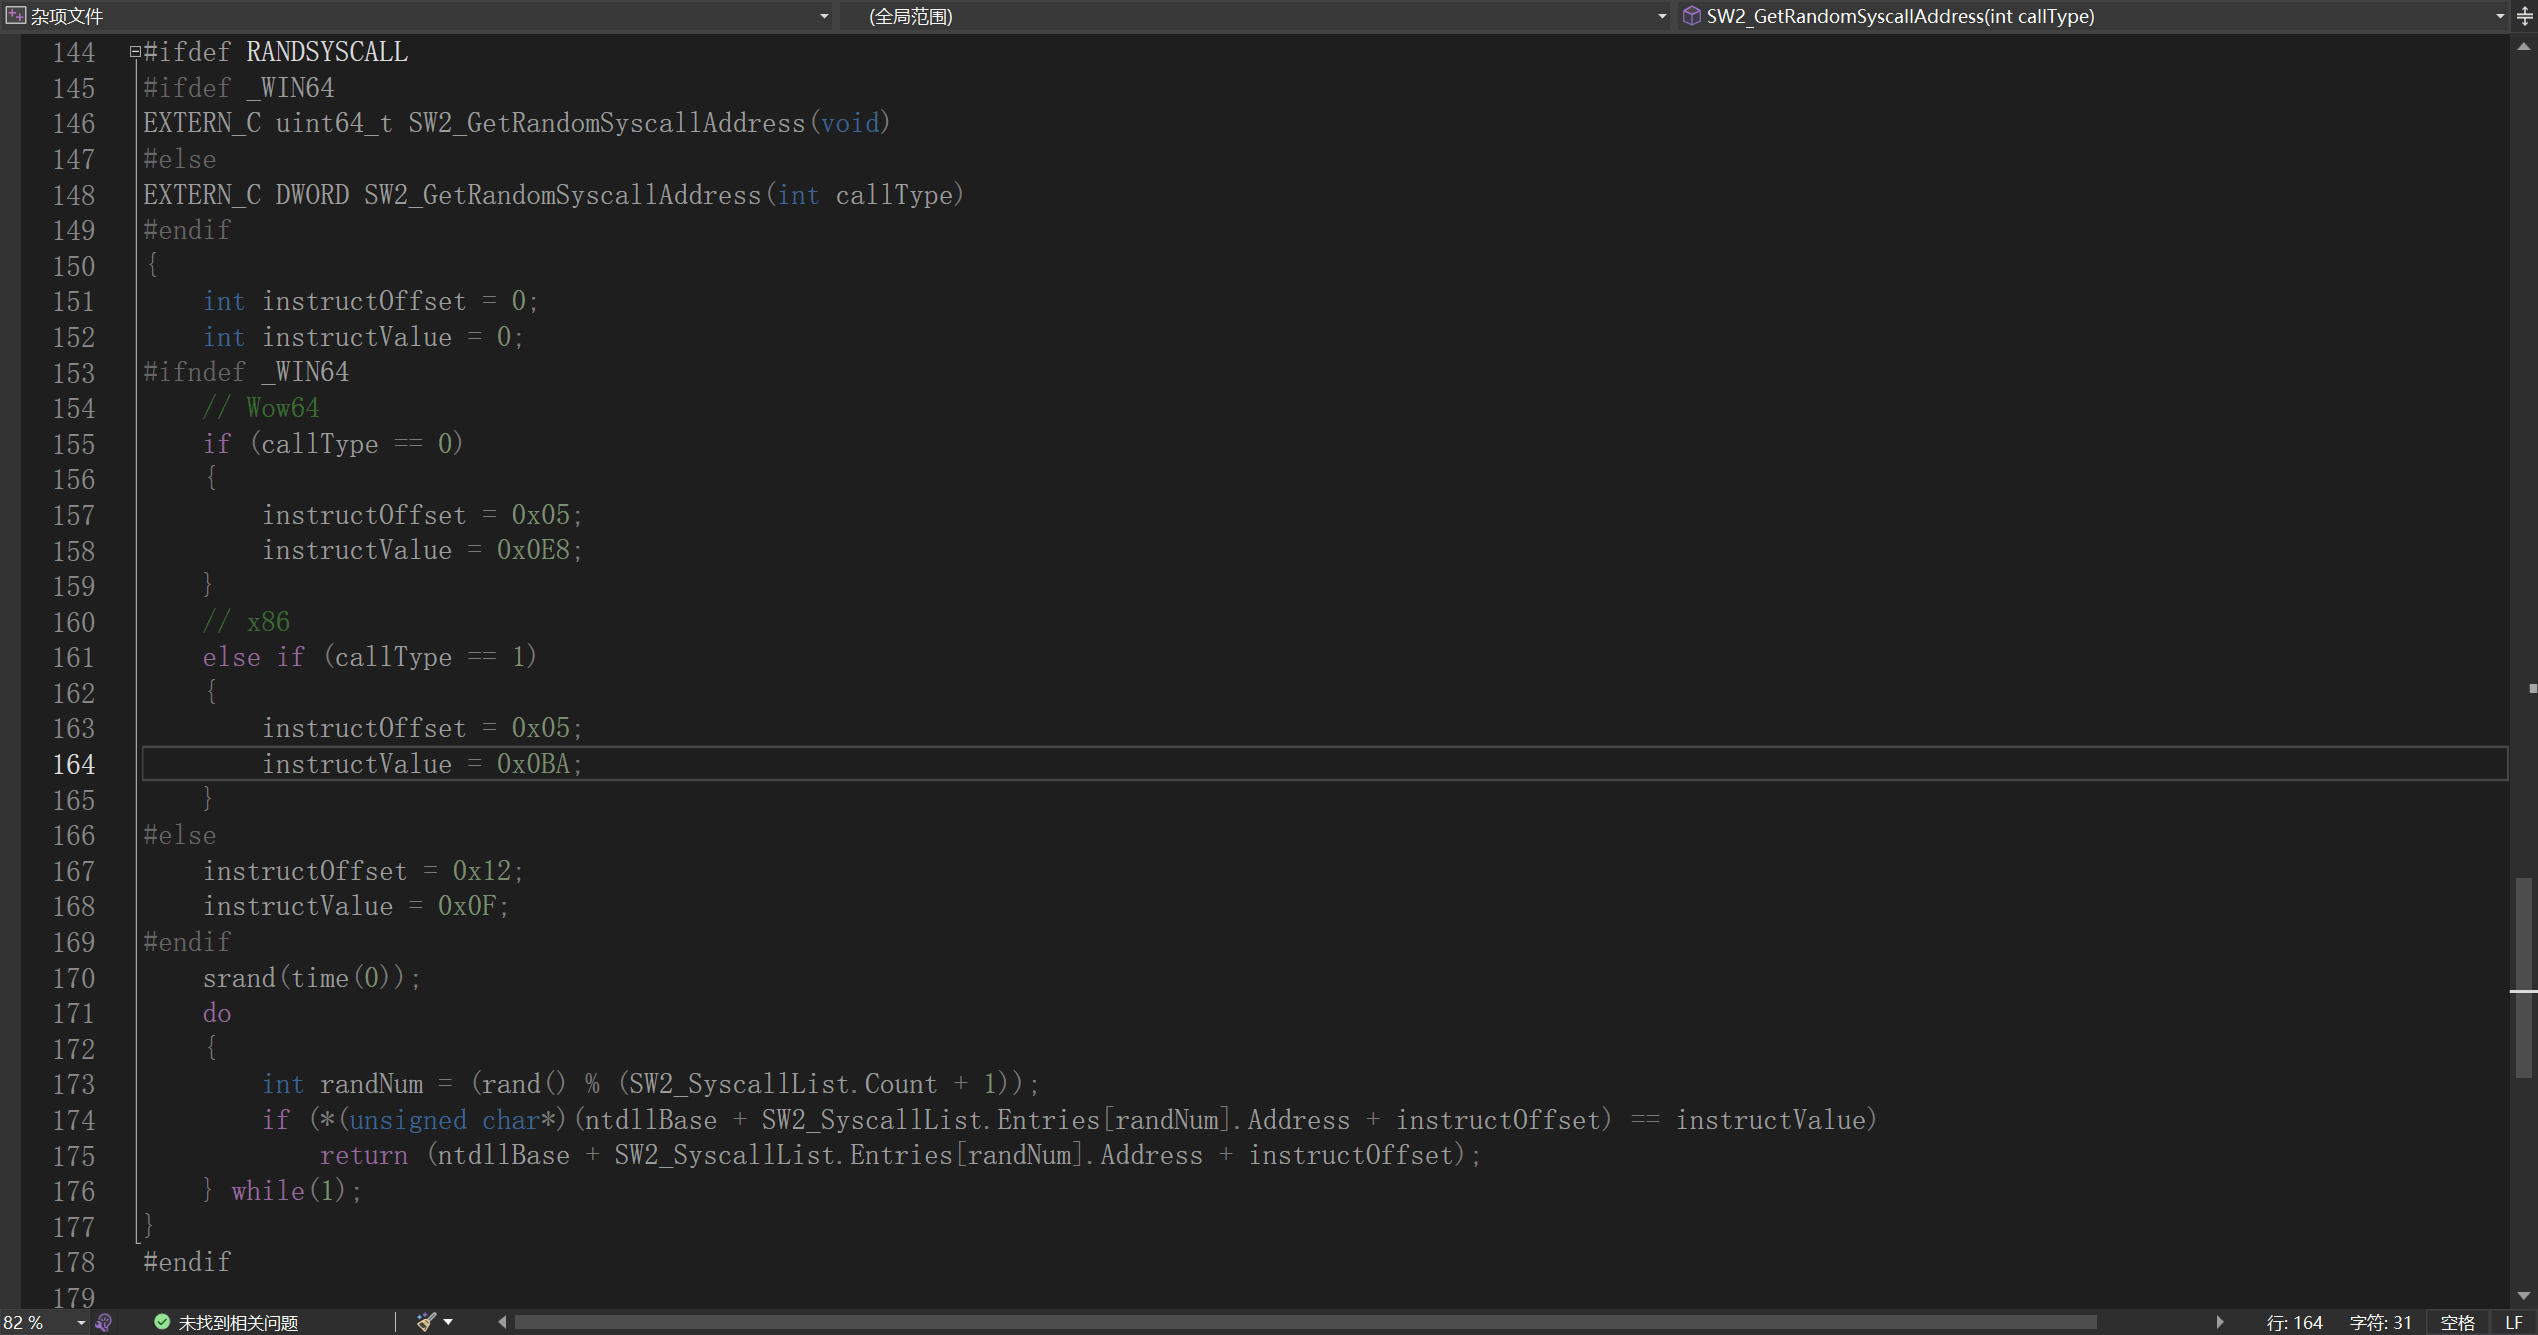 杂项文件 (全局范围) SW2_GetRandomSyscallAddress(int callType)
144 #ifdef RANDSYSCALL
145 #ifdef _WIN64
146 EXTERN_C uint64_t SW2_GetRandomSyscallAddress(void)
147 #else
148 EXTERN_C DWORD SW2_GetRandomSyscallAddress(int callType)
149 #endif
150 {
151     int instructOffset = 0;
152     int instructValue = 0;
153 #ifndef _WIN64
154     // Wow64
155     if (callType == 0)
156     {
157         instructOffset = 0x05;
158         instructValue = 0x0E8;
159     }
160     // x86
161     else if (callType == 1)
162     {
163         instructOffset = 0x05;
164         instructValue = 0x0BA;
165     }
166 #else
167     instructOffset = 0x12;
168     instructValue = 0x0F;
169 #endif
170     srand(time(0));
171     do
172     {
173         int randNum = (rand() % (SW2_SyscallList.Count + 1));
174         if (*(unsigned char*)(ntdllBase + SW2_SyscallList.Entries[randNum].Address + instructOffset) == instructValue)
175             return (ntdllBase + SW2_SyscallList.Entries[randNum].Address + instructOffset);
176     } while(1);
177 }
178 #endif
179
82 % 未找到相关问题 行: 164 字符: 31 空格 LF